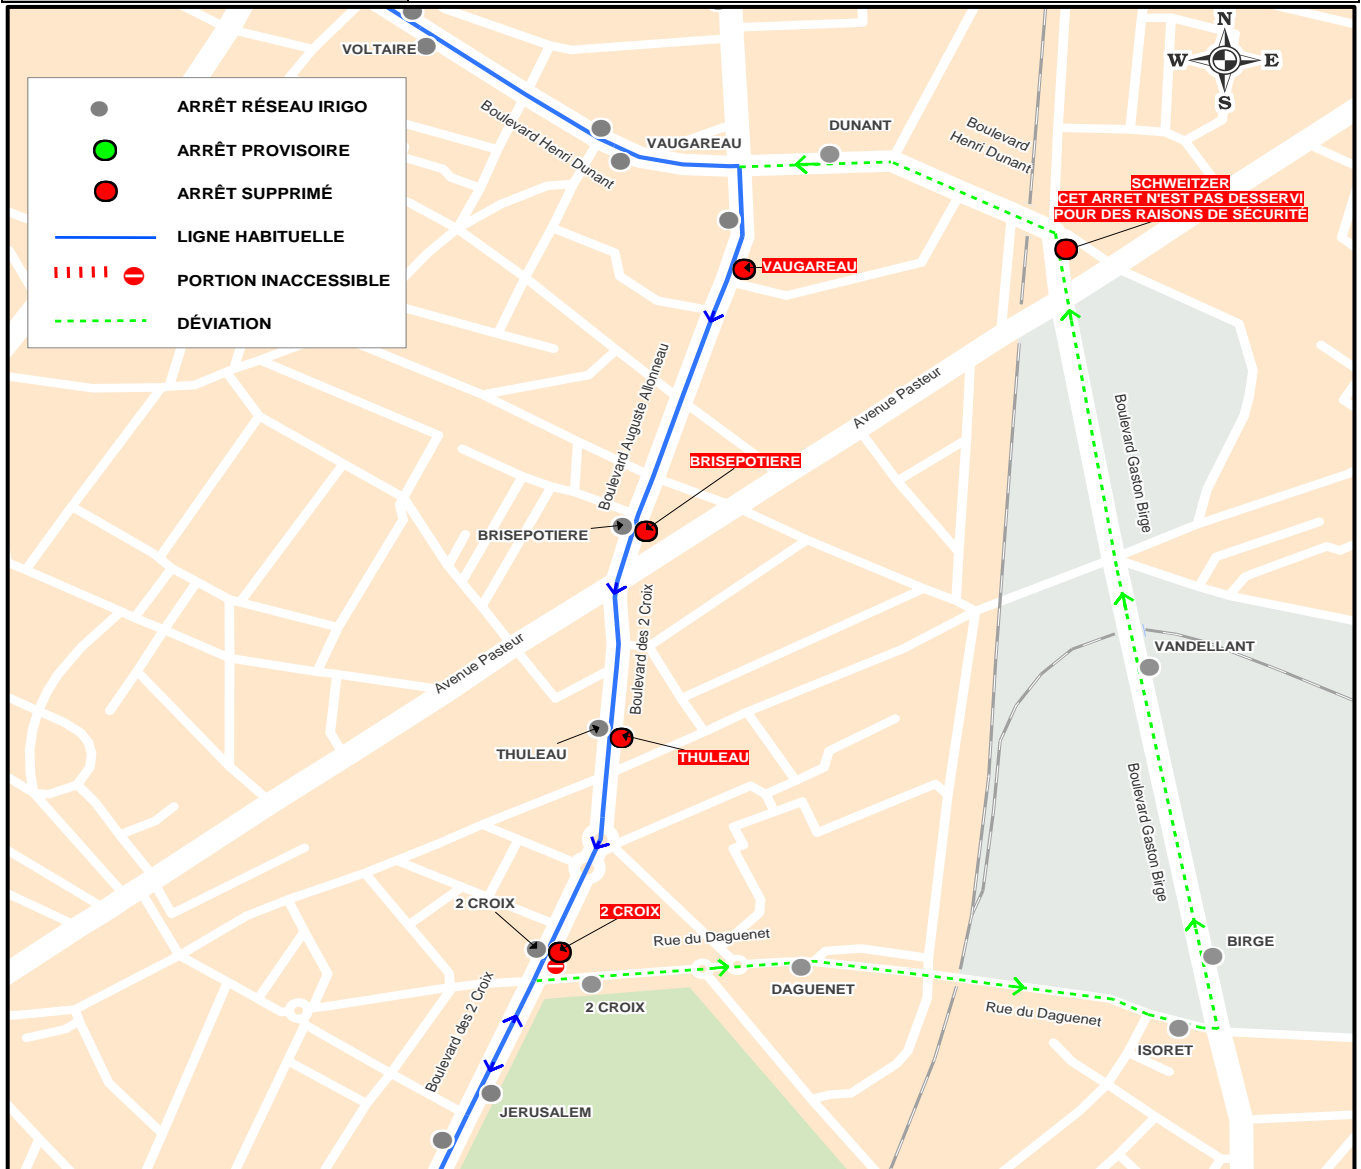 N
W
E
S
VOLTAIRE
ARRÊT RÉSEAU IRIGO
ARRÊT PROVISOIRE
ARRÊT SUPPRIMÉ
LIGNE HABITUELLE
PORTION INACCESSIBLE
DÉVIATION
Boulevard Henri Dunant
VAUGAREAU
DUNANT
Boulevard
Henri Dunant
SCHWEITZER
CET ARRET N'EST PAS DESSERVI
POUR DES RAISONS DE SÉCURITÉ
VAUGAREAU
Boulevard Auguste Allonneau
Avenue Pasteur
Boulevard Gaston Birge
BRISEPOTIERE
BRISEPOTIERE
Boulevard des 2 Croix
Avenue Pasteur
VANDELLANT
THULEAU
THULEAU
Boulevard Gaston Birge
2 CROIX
2 CROIX
Rue du Daguenet
BIRGE
DAGUENET
2 CROIX
Rue du Daguenet
ISORET
Boulevard des 2 Croix
JERUSALEM